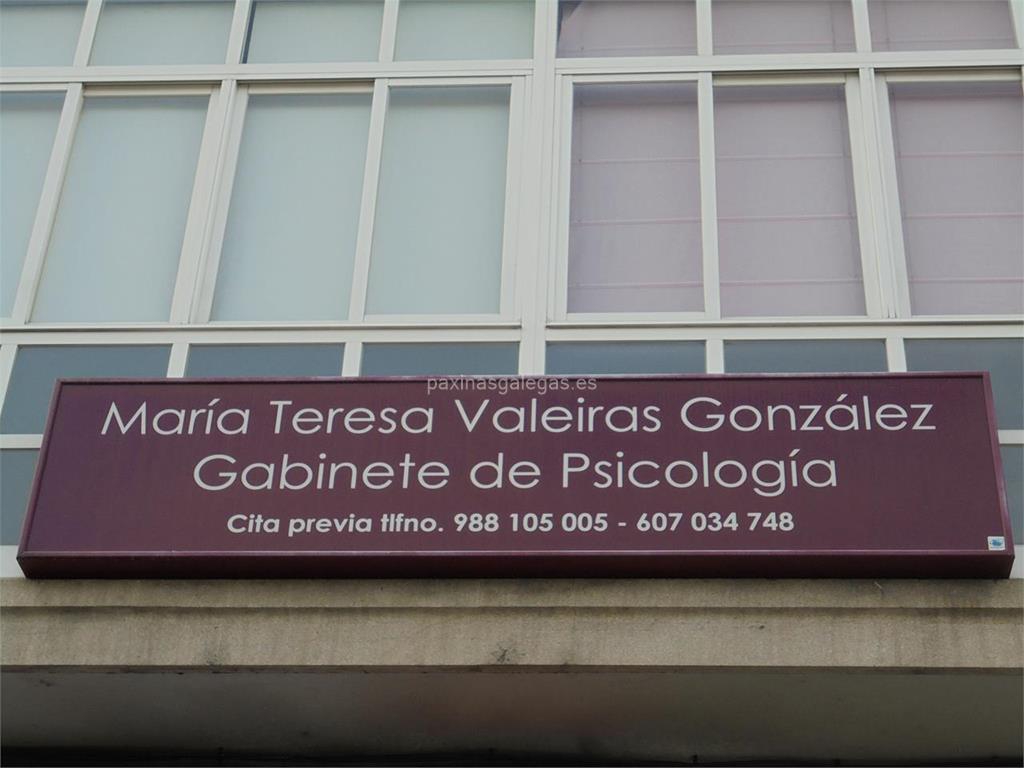 paxinasgalegas.es
María Teresa Valeiras González
Gabinete de Psicología
Cita previa tlfno. 988 105 005 - 607 034 748